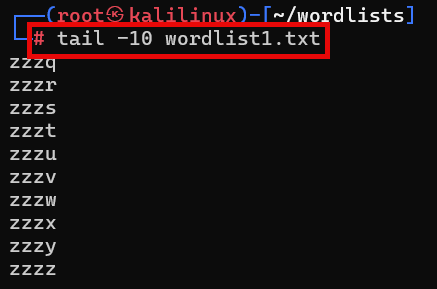 (root㉿kalilinux)-[~/wordlists]
# tail -10 wordlist1.txt
zzzq
zzzr
zzzs
zzzt
zzzu
zzzv
zzzw
zzzx
zzzy
zzzz